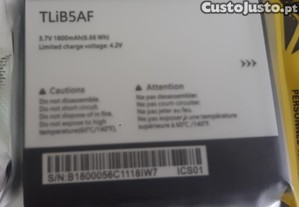 CustoJusto.pt
TLiB5AF
3.7V 1800mAh(6.66 Wh)
Limited charge voltage: 4.2V
>>>
Cautions
Do not disassemble.
Do not short circuit.
Do not dispose in fire.
Do not expose to high
temperature(60°C/140°F).
Attention
Ne pas désassembler.
Ne pas court-circuiter.
Ne pas jeter au feu.
Ne pas exposer à une température
supérieure à 60°C /140°F.
S/N:B1800056C1118IW7
ICS01